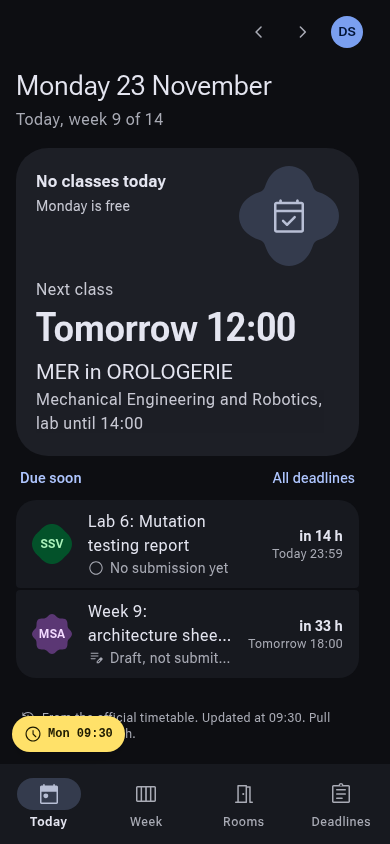 DS
Monday 23 November
Today, week 9 of 14
No classes today
Monday is free
Next class
Tomorrow 12:00
MER in OROLOGERIE
Mechanical Engineering and Robotics,
lab until 14:00
Due soon
All deadlines
SSV
Lab 6: Mutation
testing report
No submission yet
in 14 h
Today 23:59
MSA
Week 9:
architecture shee...
Draft, not submit...
in 33 h
Tomorrow 18:00
From the official timetable. Updated at 09:30. Pull
Mon 09:30
Today
Week
Rooms
Deadlines